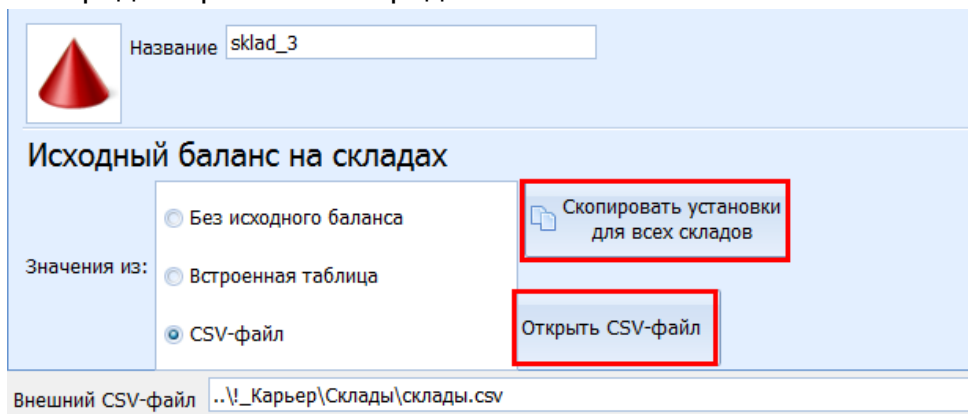 Название sklad_3
Исходный баланс на складах
Без исходного баланса
Скопировать установки
для всех складов
Значения из:
Встроенная таблица
CSV-файл
Открыть CSV-файл
Внешний CSV-файл ..\!_Карьер\Склады\склады.csv